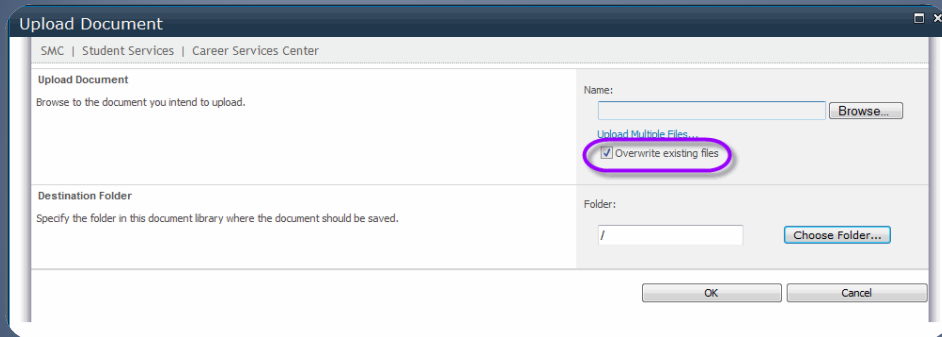 Upload Document
SMC | Student Services | Career Services Center
Upload Document
Browse to the document you intend to upload.
Name:
Browse...
Upload Multiple Files...
Overwrite existing files
Destination Folder
Specify the folder in this document library where the document should be saved.
Folder:
/
Choose Folder...
OK
Cancel